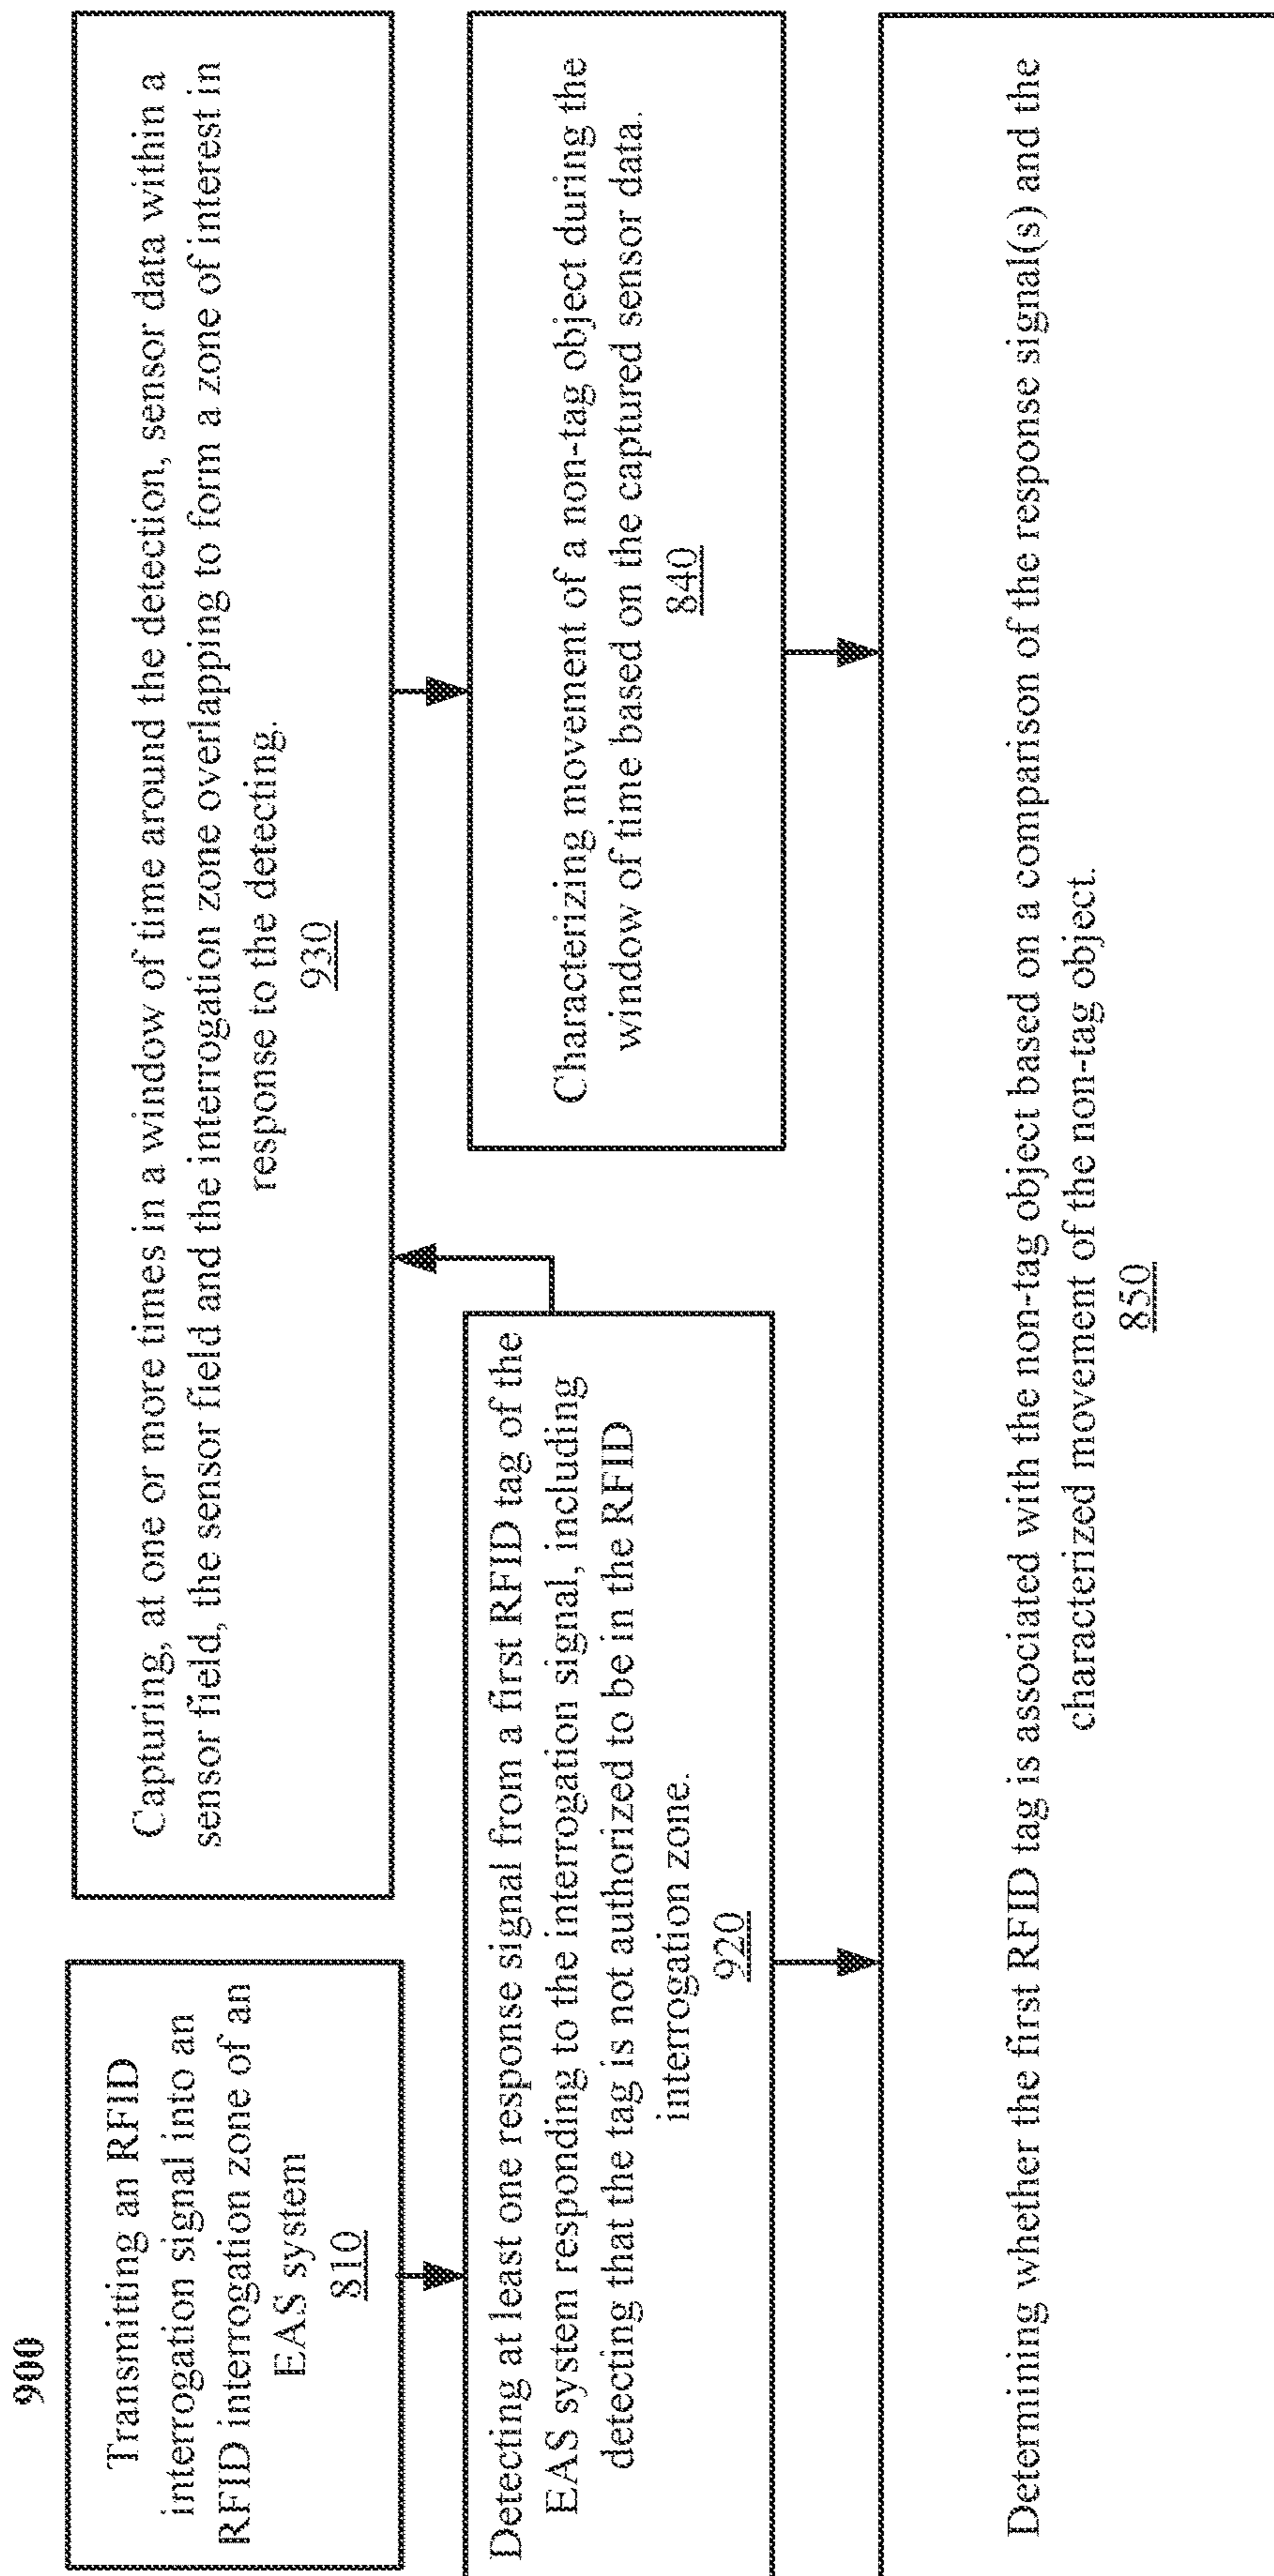 900
Transmitting an RFID
interrogation signal into an
RFID interrogation zone of an
EAS system
810
Capturing, at one or more times in a window of time around the detection, sensor data within a
sensor field, the sensor field and the interrogation zone overlapping to form a zone of interest in
response to the detecting.
930
Detecting at least one response signal from a first RFID tag of the
EAS system responding to the interrogation signal, including
detecting that the tag is not authorized to be in the RFID
interrogation zone.
920
Characterizing movement of a non-tag object during the
window of time based on the captured sensor data.
840
Determining whether the first RFID tag is associated with the non-tag object based on a comparison of the response signal(s) and the
characterized movement of the non-tag object.
850